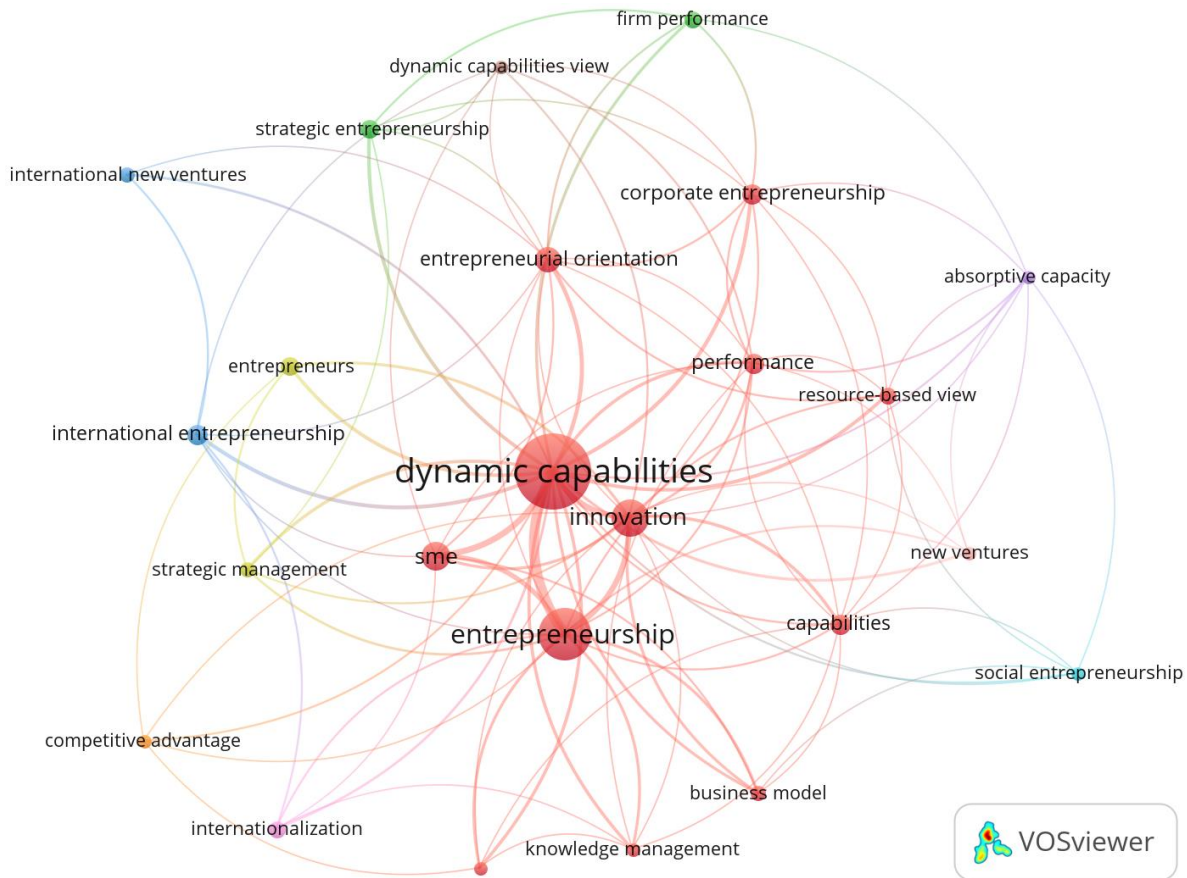 firm performance
dynamic capabilities view
strategic entrepreneurship
international new ventures
corporate entrepreneurship
entrepreneurial orientation
absorptive capacity
entrepreneurs
performance
resource-based view
international entrepreneurship
dynamic capabilities
innovation
sme
new ventures
strategic management
capabilities
entrepreneurship
social entrepreneurship
competitive advantage
business model
internationalization
knowledge management
VOSviewer